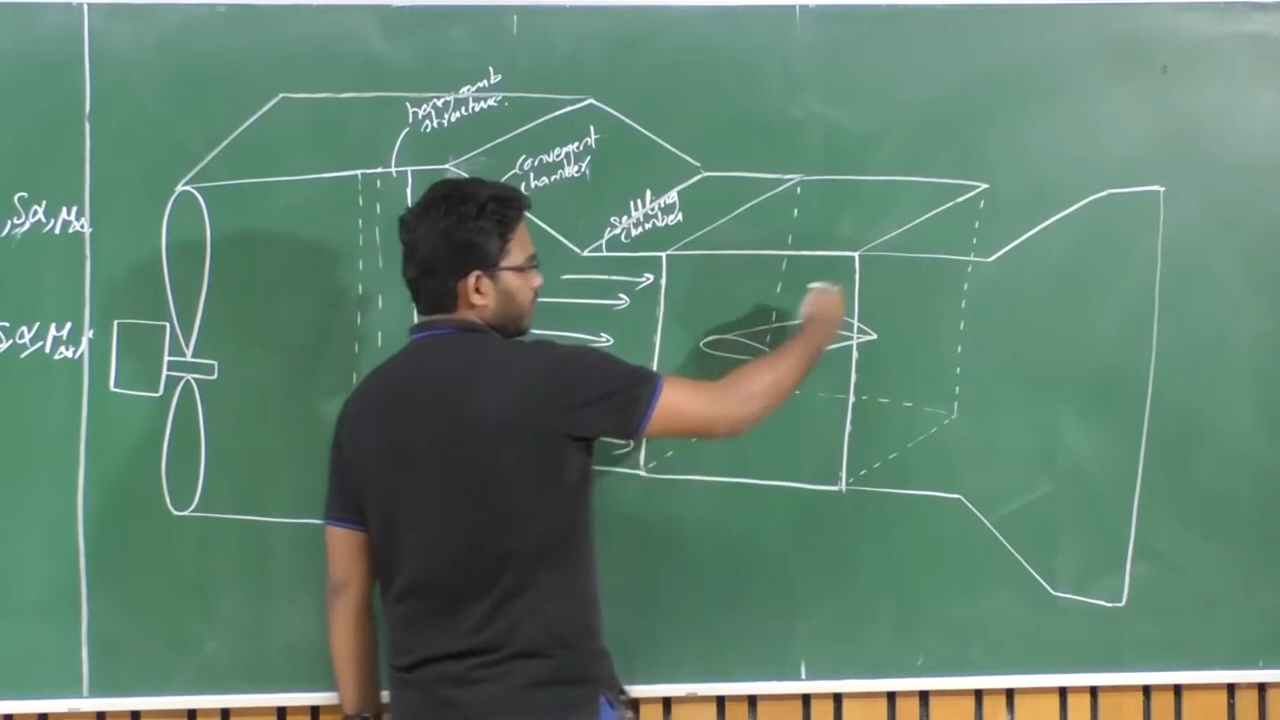 honeycomb
structure.
convergent
chamber,
settling
chamber
, S, α, M∞
S, α, M∞,